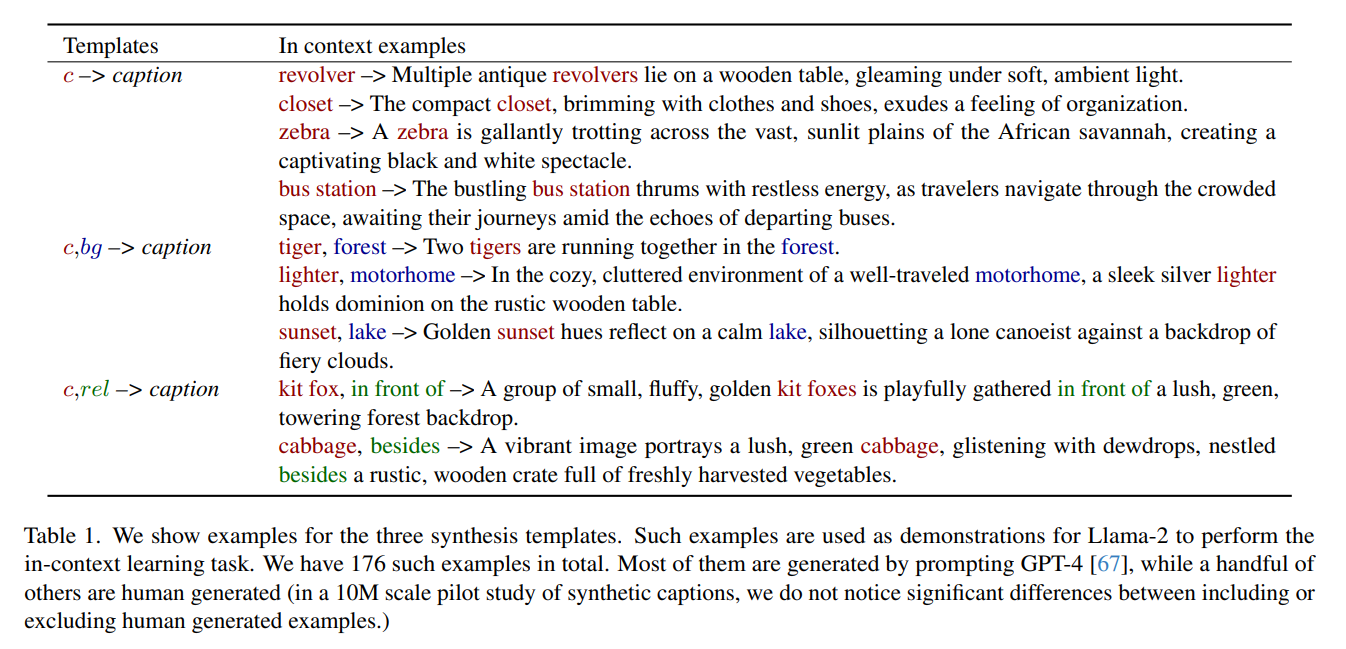 Templates In context examples
c –> caption revolver –> Multiple antique revolvers lie on a wooden table, gleaming under soft, ambient light.
closet –> The compact closet, brimming with clothes and shoes, exudes a feeling of organization.
zebra –> A zebra is gallantly trotting across the vast, sunlit plains of the African savannah, creating a
captivating black and white spectacle.
bus station –> The bustling bus station thrums with restless energy, as travelers navigate through the crowded
space, awaiting their journeys amid the echoes of departing buses.
c,bg –> caption tiger, forest –> Two tigers are running together in the forest.
lighter, motorhome –> In the cozy, cluttered environment of a well-traveled motorhome, a sleek silver lighter
holds dominion on the rustic wooden table.
sunset, lake –> Golden sunset hues reflect on a calm lake, silhouetting a lone canoeist against a backdrop of
fiery clouds.
c,rel –> caption kit fox, in front of –> A group of small, fluffy, golden kit foxes is playfully gathered in front of a lush, green,
towering forest backdrop.
cabbage, besides –> A vibrant image portrays a lush, green cabbage, glistening with dewdrops, nestled
besides a rustic, wooden crate full of freshly harvested vegetables.
Table 1. We show examples for the three synthesis templates. Such examples are used as demonstrations for Llama-2 to perform the
in-context learning task. We have 176 such examples in total. Most of them are generated by prompting GPT-4 [67], while a handful of
others are human generated (in a 10M scale pilot study of synthetic captions, we do not notice significant differences between including or
excluding human generated examples.)